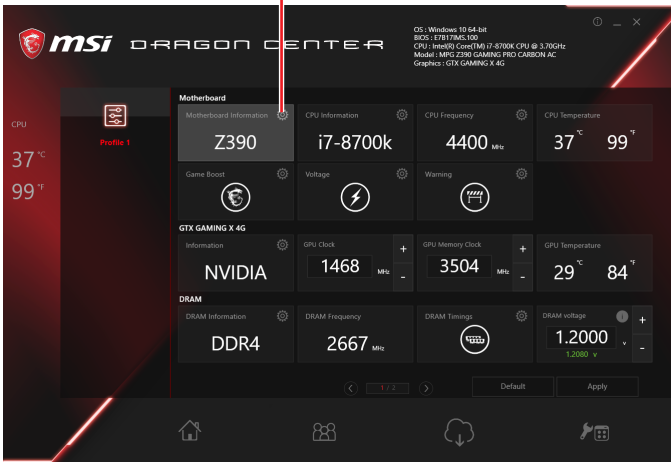 OS : Windows 10 64-bit
BIOS : E7B17IMS.100
CPU : Intel(R) Core(TM) i7-8700K CPU @ 3.70GHz
Model : MPG Z390 GAMING PRO CARBON AC
Graphics : GTX GAMING X 4G
msi DRAGON CENTER
CPU
37 °C
99 °F
Profile 1
Motherboard
Motherboard Information
Z390
CPU Information
i7-8700k
CPU Frequency
4400 MHz
CPU Temperature
37 °C 99 °F
Game Boost
Voltage
Warning
GTX GAMING X 4G
Information
NVIDIA
GPU Clock
1468 MHz
+
-
GPU Memory Clock
3504 MHz
+
-
GPU Temperature
29 °C 84 °F
DRAM
DRAM Information
DDR4
DRAM Frequency
2667 MHz
DRAM Timings
DRAM voltage
1.2000 v
1.2080 v
+
-
1 / 2
Default
Apply